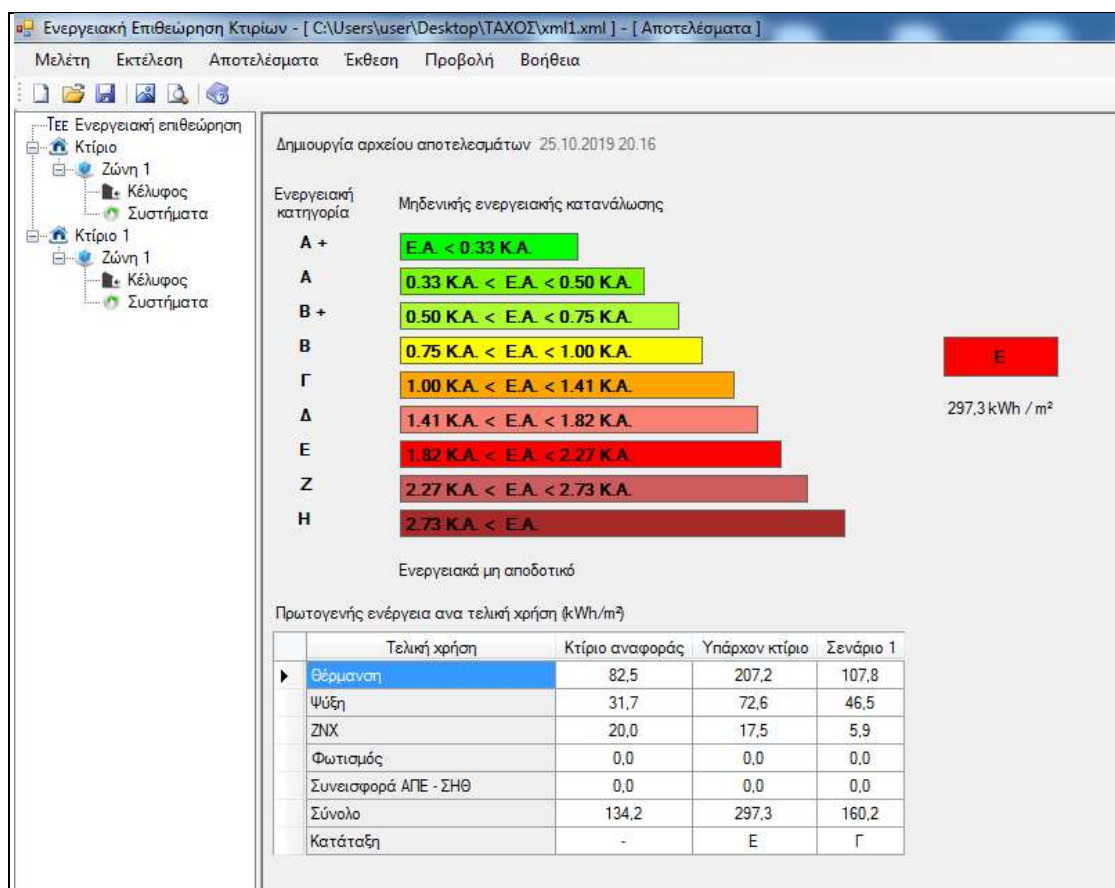 Ενεργειακή Επιθεώρηση Κτιρίων - [ C:\Users\user\Desktop\ΤΑΧΟΣ\xml1.xml ] - [ Αποτελέσματα ]
Μελέτη Εκτέλεση Αποτελέσματα Έκθεση Προβολή Βοήθεια
ΤΕΕ Ενεργειακή επιθεώρηση
Κτίριο
Ζώνη 1
Κέλυφος
Συστήματα
Κτίριο 1
Ζώνη 1
Κέλυφος
Συστήματα
Δημιουργία αρχείου αποτελεσμάτων 25.10.2019 20.16
Ενεργειακή κατηγορία
Μηδενικής ενεργειακής κατανάλωσης
Α + Ε.Α. < 0.33 Κ.Α.
Α 0.33 Κ.Α. < Ε.Α. < 0.50 Κ.Α.
Β + 0.50 Κ.Α. < Ε.Α. < 0.75 Κ.Α.
Β 0.75 Κ.Α. < Ε.Α. < 1.00 Κ.Α.
Γ 1.00 Κ.Α. < Ε.Α. < 1.41 Κ.Α.
Δ 1.41 Κ.Α. < Ε.Α. < 1.82 Κ.Α.
Ε 1.82 Κ.Α. < Ε.Α. < 2.27 Κ.Α.
Ζ 2.27 Κ.Α. < Ε.Α. < 2.73 Κ.Α.
Η 2.73 Κ.Α. < Ε.Α.
Ε
297,3 kWh / m²
Ενεργειακά μη αποδοτικό
Πρωτογενής ενέργεια ανα τελική χρήση (kWh/m²)
Τελική χρήση Κτίριο αναφοράς Υπάρχον κτίριο Σενάριο 1
Θέρμανση 82,5 207,2 107,8
Ψύξη 31,7 72,6 46,5
ΖΝΧ 20,0 17,5 5,9
Φωτισμός 0,0 0,0 0,0
Συνεισφορά ΑΠΕ - ΣΗΘ 0,0 0,0 0,0
Σύνολο 134,2 297,3 160,2
Κατάταξη - Ε Γ